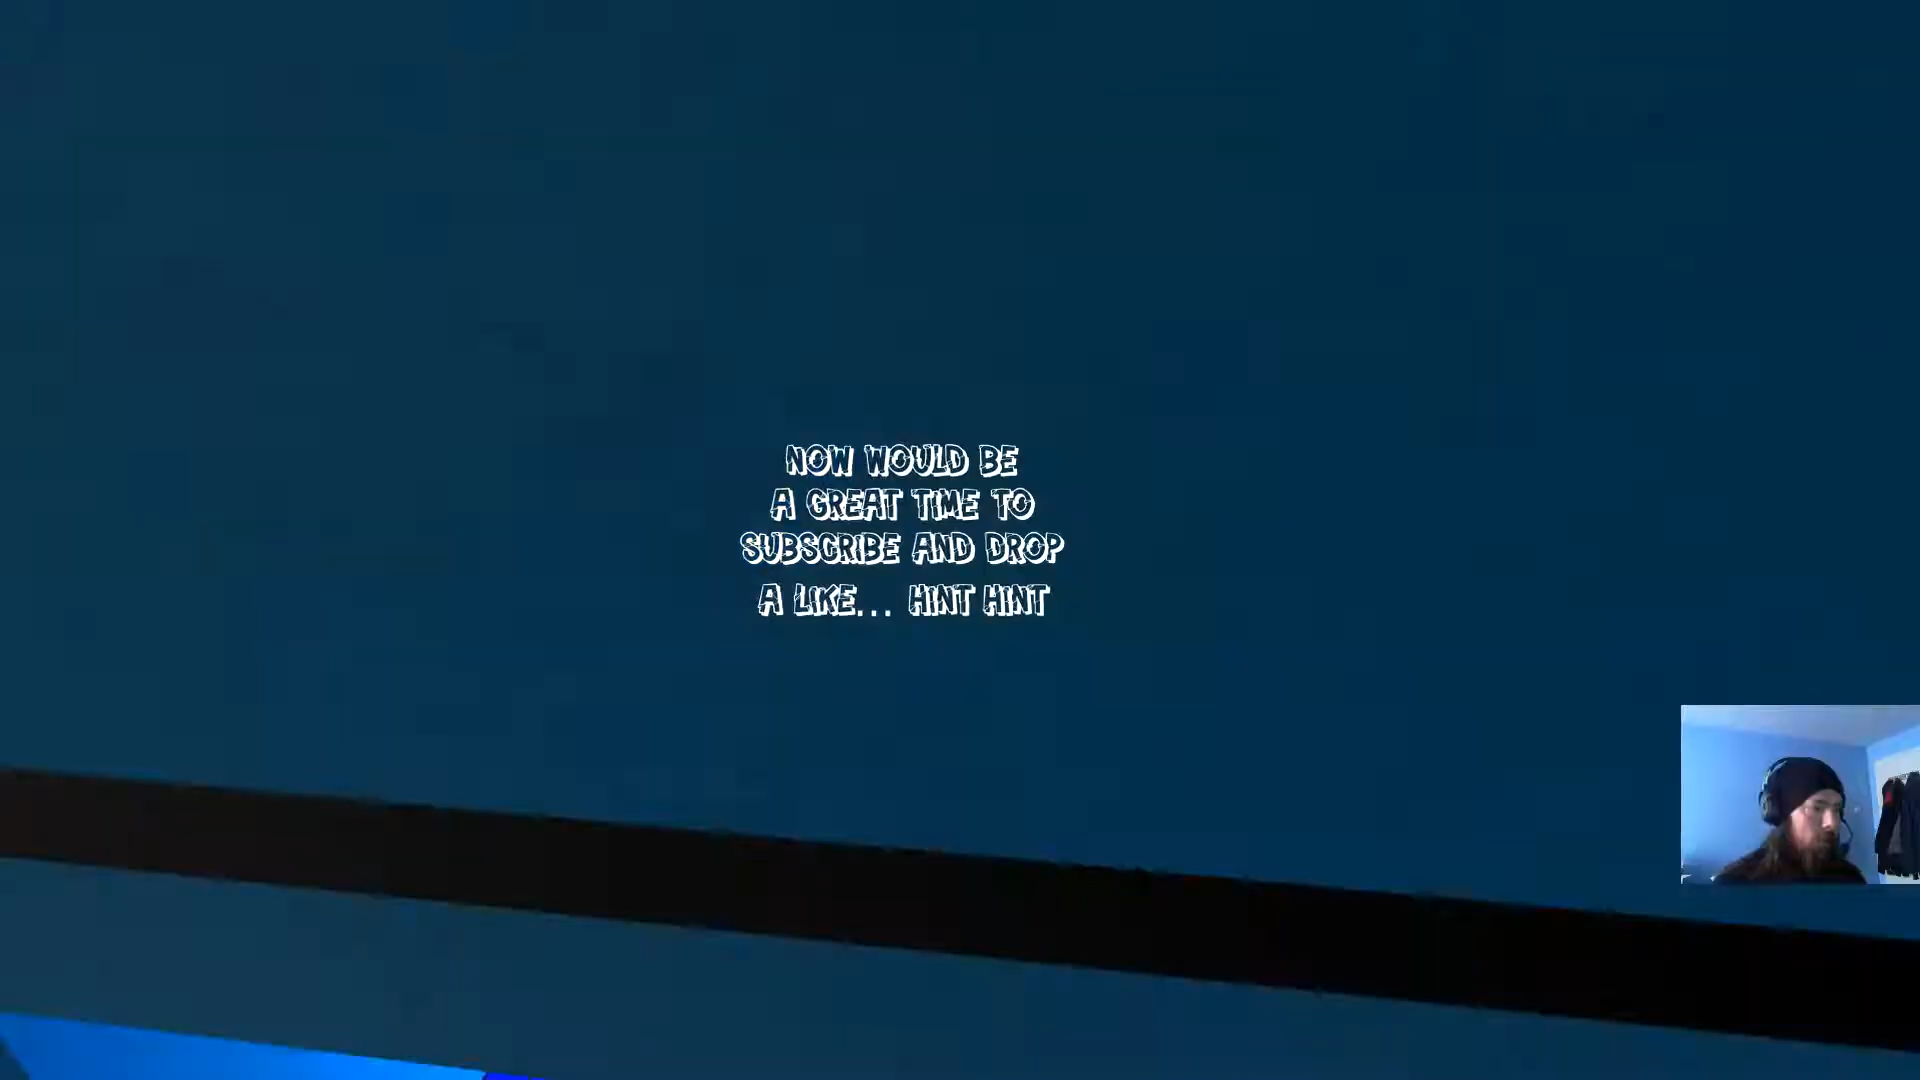 NOW WOULD BE
A GREAT TIME TO
SUBSCRIBE AND DROP
A LIKE... HINT HINT